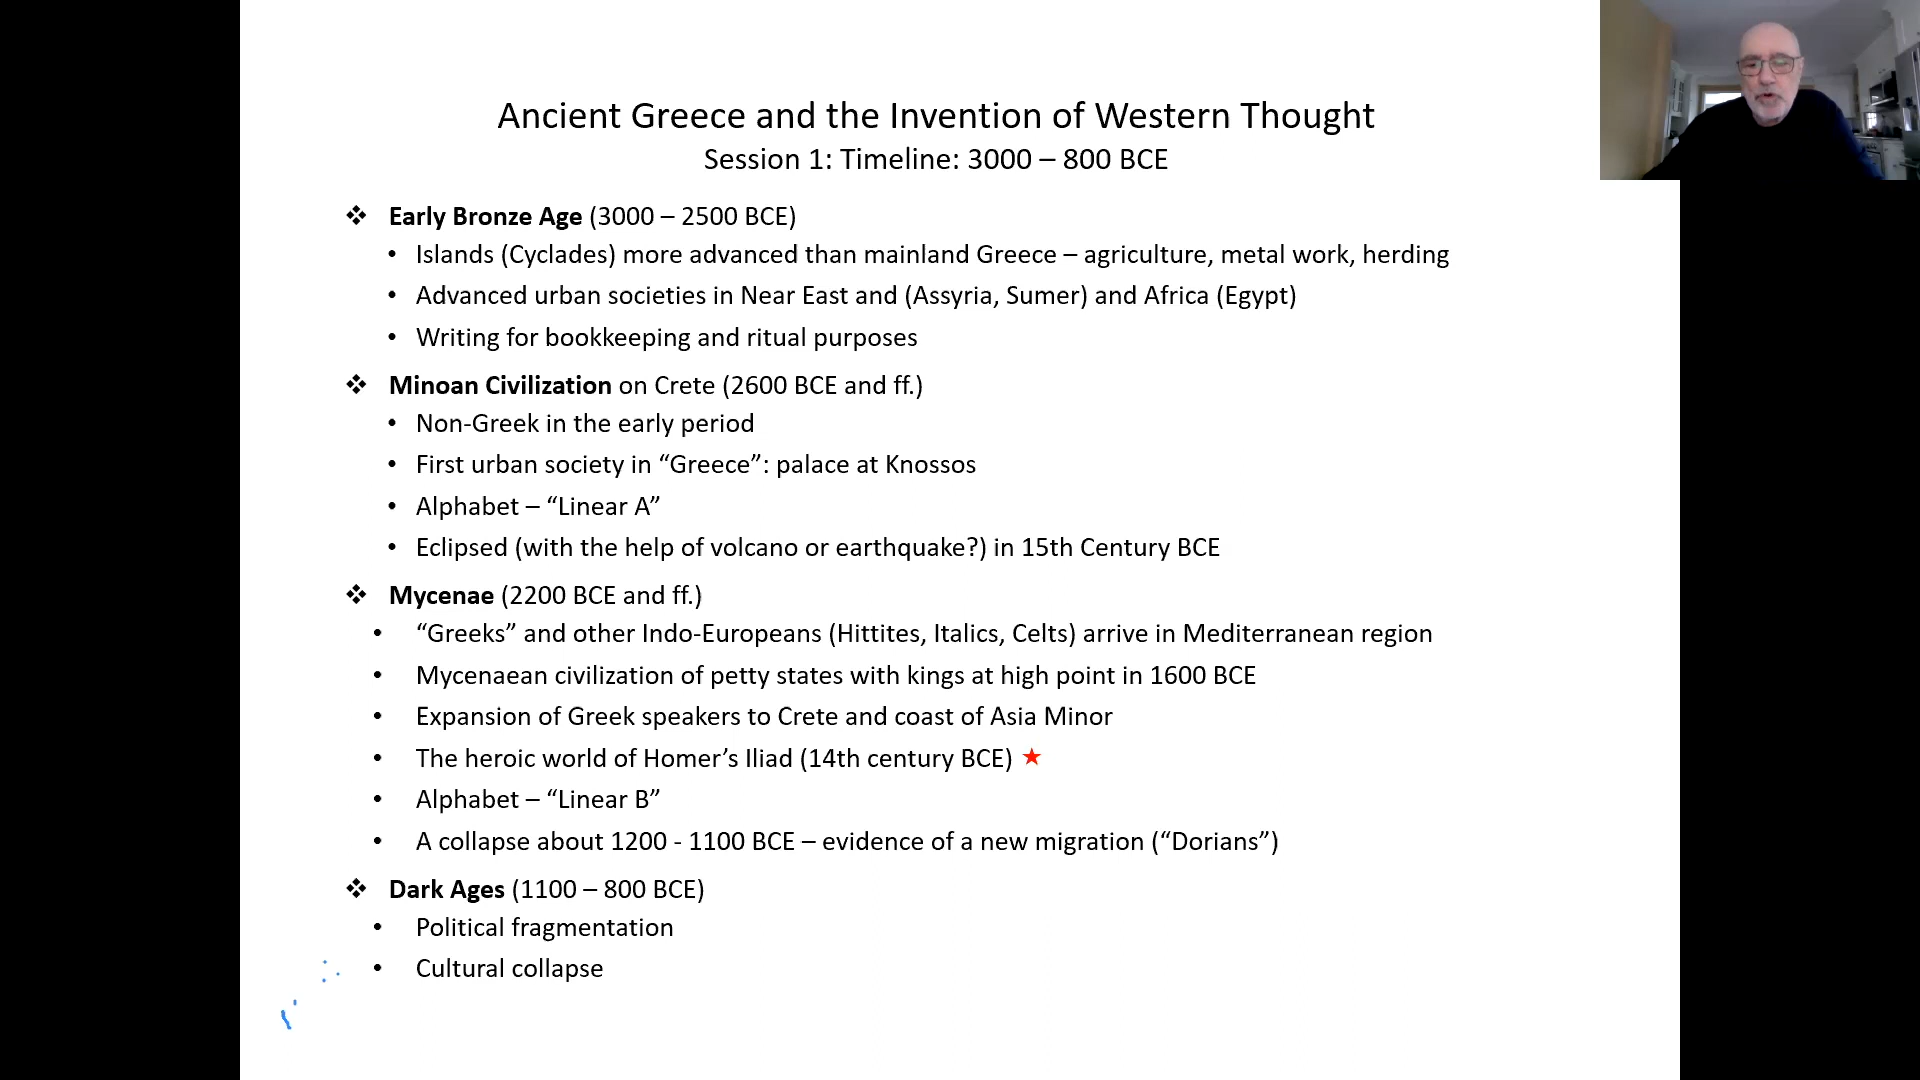 Ancient Greece and the Invention of Western Thought
Session 1: Timeline: 3000 – 800 BCE
❖ Early Bronze Age (3000 – 2500 BCE)
• Islands (Cyclades) more advanced than mainland Greece – agriculture, metal work, herding
• Advanced urban societies in Near East and (Assyria, Sumer) and Africa (Egypt)
• Writing for bookkeeping and ritual purposes
❖ Minoan Civilization on Crete (2600 BCE and ff.)
• Non-Greek in the early period
• First urban society in “Greece”: palace at Knossos
• Alphabet – “Linear A”
• Eclipsed (with the help of volcano or earthquake?) in 15th Century BCE
❖ Mycenae (2200 BCE and ff.)
• “Greeks” and other Indo-Europeans (Hittites, Italics, Celts) arrive in Mediterranean region
• Mycenaean civilization of petty states with kings at high point in 1600 BCE
• Expansion of Greek speakers to Crete and coast of Asia Minor
• The heroic world of Homer’s Iliad (14th century BCE) ★
• Alphabet – “Linear B”
• A collapse about 1200 - 1100 BCE – evidence of a new migration (“Dorians”)
❖ Dark Ages (1100 – 800 BCE)
• Political fragmentation
• Cultural collapse